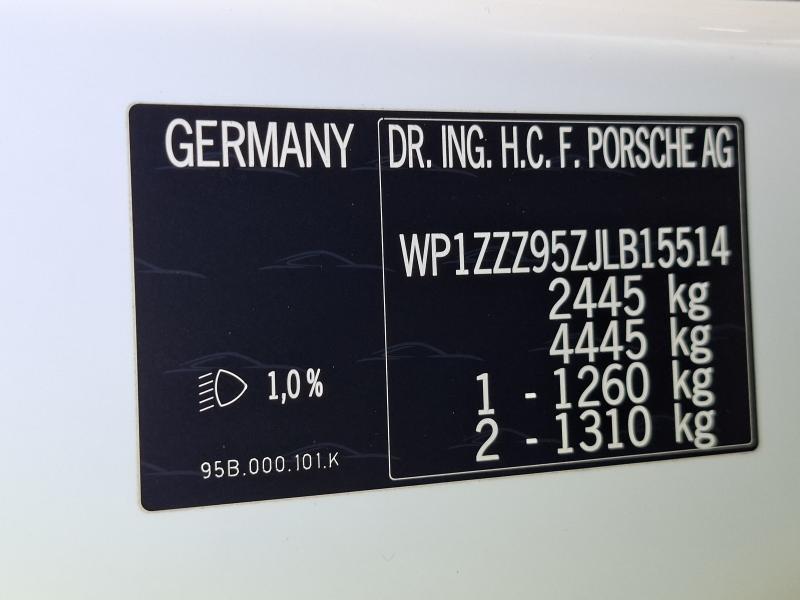 GERMANY
DR. ING. H.C. F. PORSCHE AG
WP1ZZZ95ZJLB15514
2445 kg
4445 kg
1 - 1260 kg
2 - 1310 kg
1,0 %
95B.000.101.K